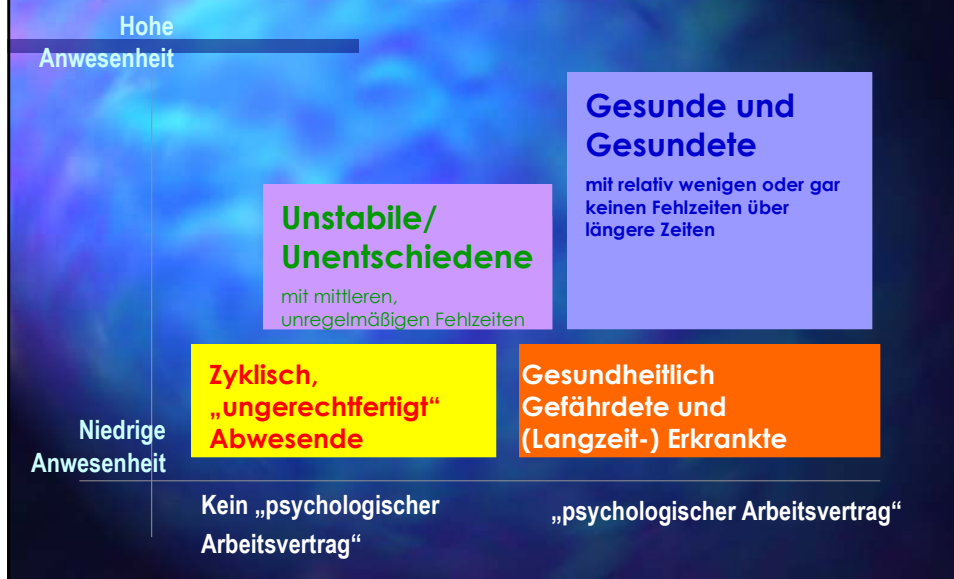 Hohe
Anwesenheit
Gesunde und
Gesundete
mit relativ wenigen oder gar
keinen Fehlzeiten über
längere Zeiten
Unstabile/
Unentschiedene
mit mittleren,
unregelmäßigen Fehlzeiten
Zyklisch,
„ungerechtfertigt“
Abwesende
Gesundheitlich
Gefährdete und
(Langzeit-) Erkrankte
Niedrige
Anwesenheit
Kein „psychologischer
Arbeitsvertrag“
„psychologischer Arbeitsvertrag“